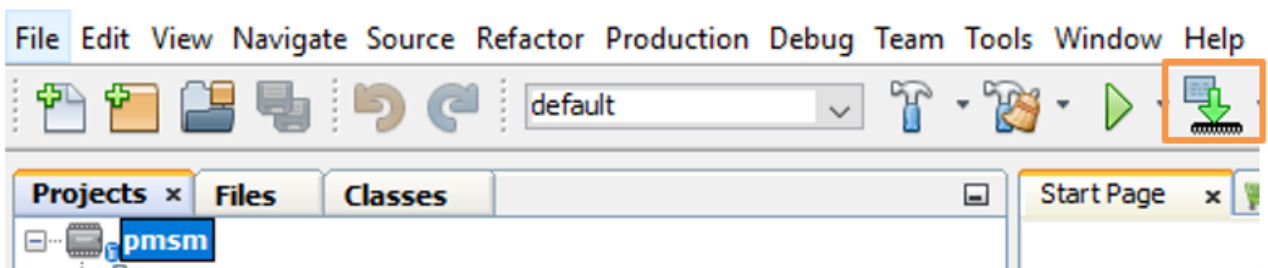 File Edit View Navigate Source Refactor Production Debug Team Tools Window Help
default
Projects x Files Classes Start Page x
pmsm